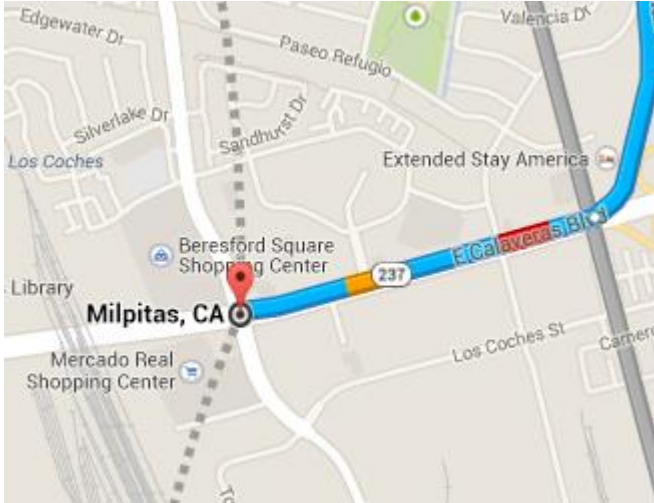 Edgewater Dr
Valencia Dr
Paseo Refugio
Silverlake Dr
Sandhurst Dr
Los Coches
Extended Stay America
Beresford Square
Shopping Center
237
E Calaveras Blvd
Library
Milpitas, CA
Mercado Real
Shopping Center
Los Coches St